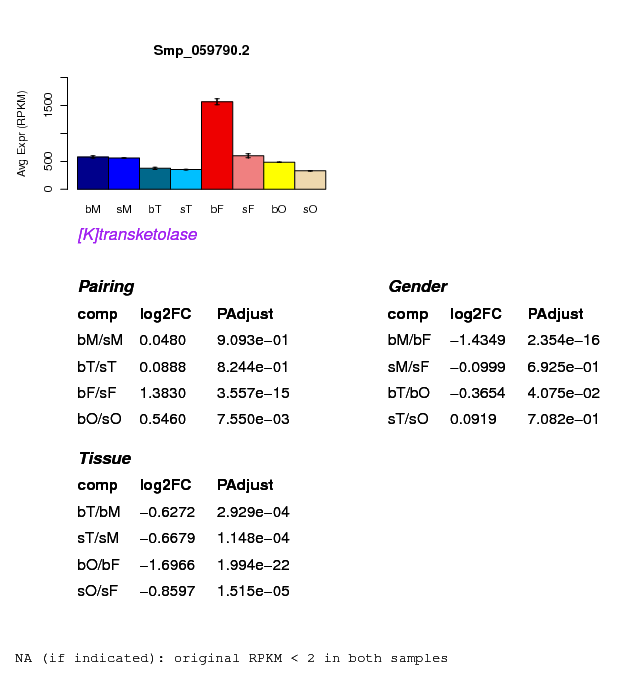 Smp_059790.2
Avg Expr (RPKM)
1500
500
0
bM sM bT sT bF sF bO sO
[K]transketolase
Pairing
comp log2FC PAdjust
bM/sM 0.0480 9.093e−01
bT/sT 0.0888 8.244e−01
bF/sF 1.3830 3.557e−15
bO/sO 0.5460 7.550e−03
Gender
comp log2FC PAdjust
bM/bF −1.4349 2.354e−16
sM/sF −0.0999 6.925e−01
bT/bO −0.3654 4.075e−02
sT/sO 0.0919 7.082e−01
Tissue
comp log2FC PAdjust
bT/bM −0.6272 2.929e−04
sT/sM −0.6679 1.148e−04
bO/bF −1.6966 1.994e−22
sO/sF −0.8597 1.515e−05
NA (if indicated): original RPKM < 2 in both samples